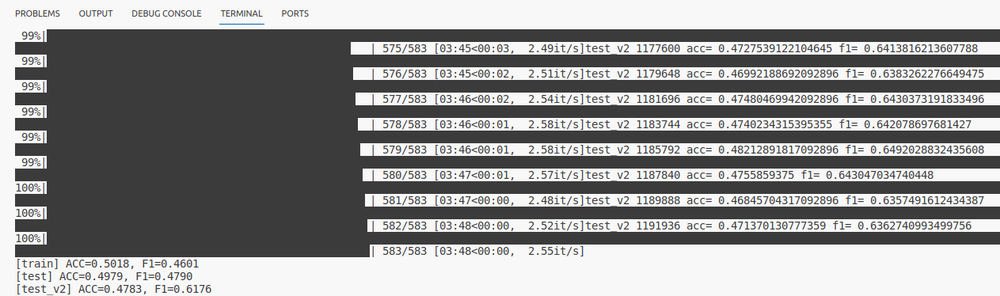 PROBLEMS OUTPUT DEBUG CONSOLE TERMINAL PORTS
99%|
| 575/583 [03:45<00:03, 2.49it/s]test_v2 1177600 acc= 0.4727539122104645 f1= 0.6413816213607788
99%|
| 576/583 [03:45<00:02, 2.51it/s]test_v2 1179648 acc= 0.46992188692092896 f1= 0.6383262276649475
99%|
| 577/583 [03:46<00:02, 2.54it/s]test_v2 1181696 acc= 0.47480469942092896 f1= 0.6430373191833496
99%|
| 578/583 [03:46<00:01, 2.58it/s]test_v2 1183744 acc= 0.4740234315395355 f1= 0.642078697681427
99%|
| 579/583 [03:46<00:01, 2.58it/s]test_v2 1185792 acc= 0.48212891817092896 f1= 0.6492028832435608
99%|
| 580/583 [03:47<00:01, 2.57it/s]test_v2 1187840 acc= 0.4755859375 f1= 0.643047034740448
100%|
| 581/583 [03:47<00:00, 2.48it/s]test_v2 1189888 acc= 0.46845704317092896 f1= 0.6357491612434387
100%|
| 582/583 [03:48<00:00, 2.52it/s]test_v2 1191936 acc= 0.471370130777359 f1= 0.6362740993499756
100%|
| 583/583 [03:48<00:00, 2.55it/s]
[train] ACC=0.5018, F1=0.4601
[test] ACC=0.4979, F1=0.4790
[test_v2] ACC=0.4783, F1=0.6176